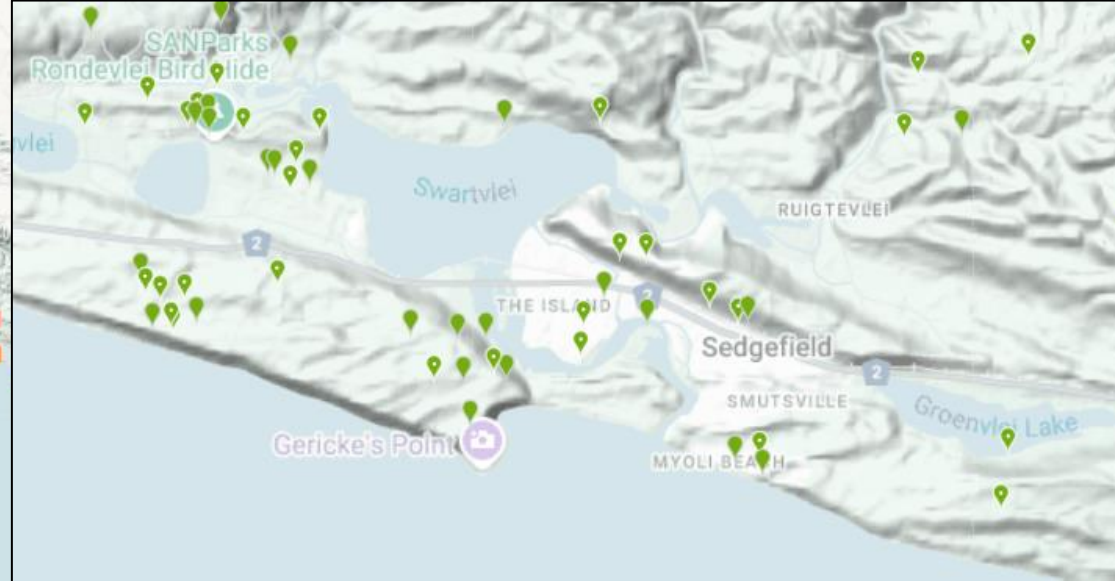 SANParks
Rondevlei Bird Hide
vlei
Swartvlei
RUIGTEVLEI
2
THE ISLAND
2
Sedgefield
2
SMUTSVILLE
Groenvlei Lake
Gericke's Point
MYOLI BEACH